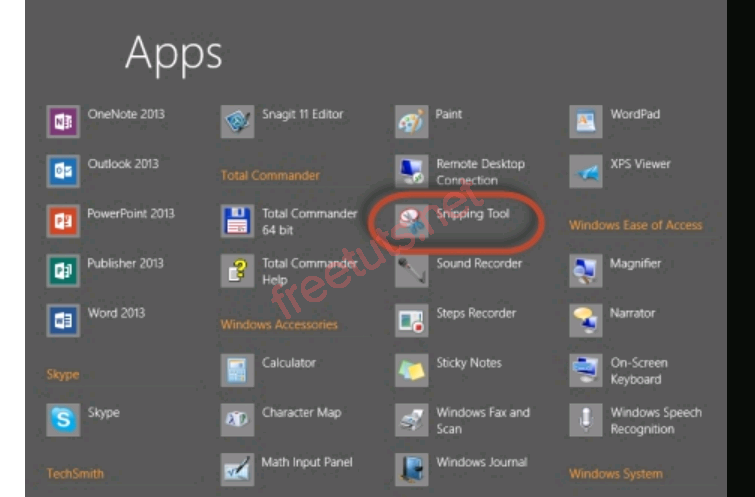 Apps
OneNote 2013
Outlook 2013
PowerPoint 2013
Publisher 2013
Word 2013
Skype
Skype
TechSmith
Snagit 11 Editor
Total Commander
Total Commander
64 bit
Total Commander
Help
Windows Accessories
Calculator
Character Map
Math Input Panel
Paint
Remote Desktop
Connection
Snipping Tool
Sound Recorder
Steps Recorder
Sticky Notes
Windows Fax and
Scan
Windows Journal
WordPad
XPS Viewer
Windows Ease of Access
Magnifier
Narrator
On-Screen
Keyboard
Windows Speech
Recognition
Windows System
freetuts.net